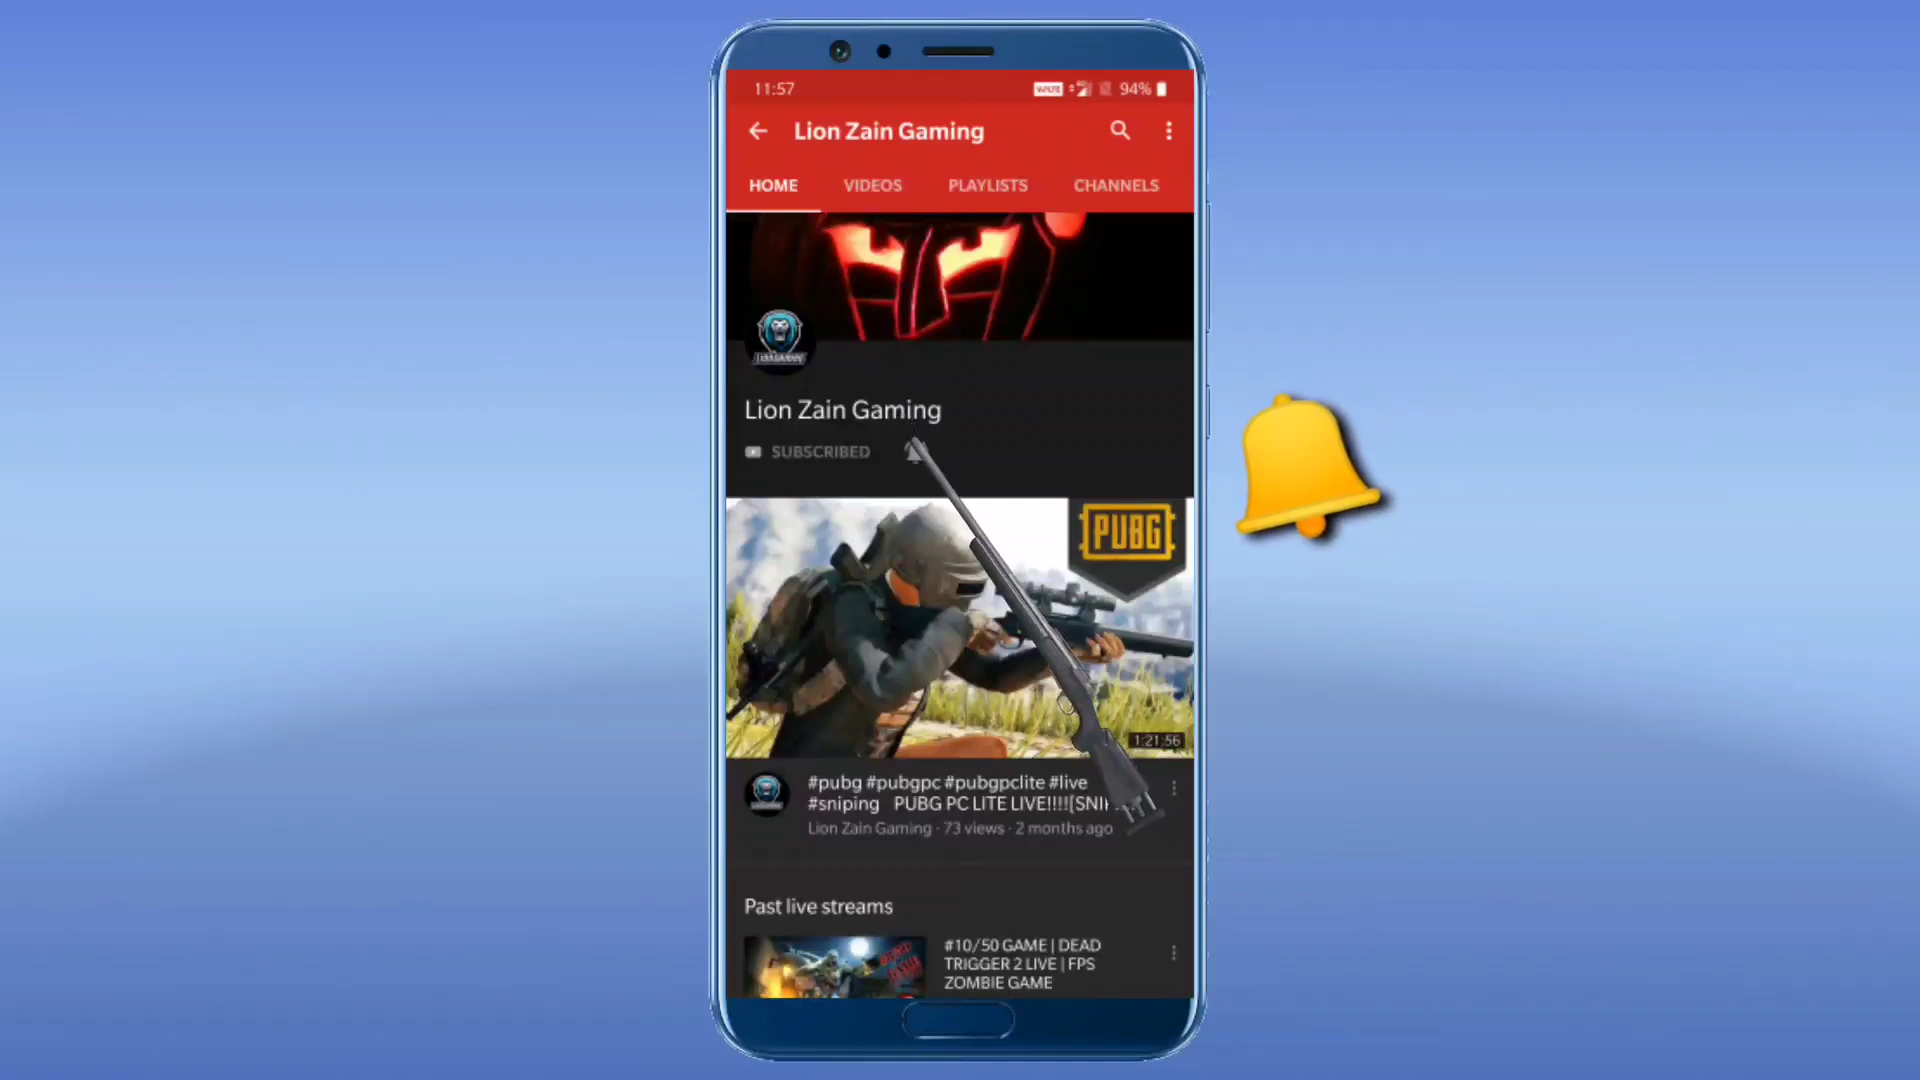 11:57
94%
Lion Zain Gaming
HOME VIDEOS PLAYLISTS CHANNELS
Lion Zain Gaming
SUBSCRIBED
PUBG
1:21:56
#pubg #pubgpc #pubgpclite #live
#sniping PUBG PC LITE LIVE!!!![SNI
Lion Zain Gaming · 73 views · 2 months ago
Past live streams
#10/50 GAME | DEAD
TRIGGER 2 LIVE | FPS
ZOMBIE GAME